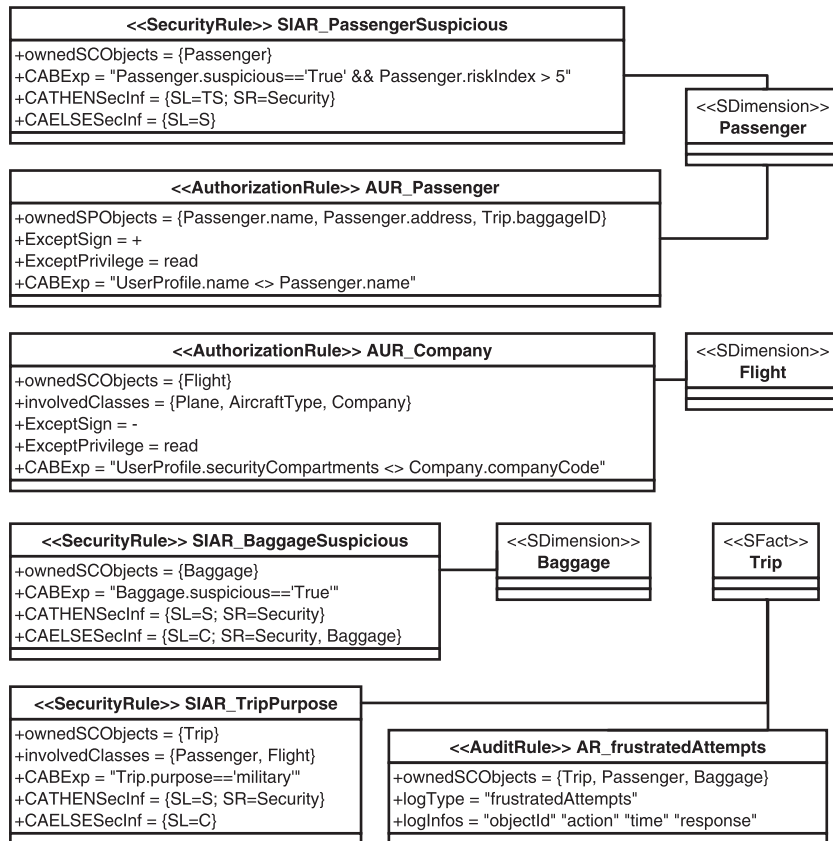 <<SecurityRule>> SIAR_PassengerSuspicious
+ownedSCObjects = {Passenger}
+CABExp = "Passenger.suspicious=='True' && Passenger.riskIndex > 5"
+CATHENSecInf = {SL=TS; SR=Security}
+CAELSESecInf = {SL=S}
<<SDimension>>
Passenger
<<AuthorizationRule>> AUR_Passenger
+ownedSPObjects = {Passenger.name, Passenger.address, Trip.baggageID}
+ExceptSign = +
+ExceptPrivilege = read
+CABExp = "UserProfile.name <> Passenger.name"
<<AuthorizationRule>> AUR_Company
+ownedSCObjects = {Flight}
+involvedClasses = {Plane, AircraftType, Company}
+ExceptSign = -
+ExceptPrivilege = read
+CABExp = "UserProfile.securityCompartments <> Company.companyCode"
<<SDimension>>
Flight
<<SecurityRule>> SIAR_BaggageSuspicious
+ownedSCObjects = {Baggage}
+CABExp = "Baggage.suspicious=='True'"
+CATHENSecInf = {SL=S; SR=Security}
+CAELSESecInf = {SL=C; SR=Security, Baggage}
<<SDimension>>
Baggage
<<SFact>>
Trip
<<SecurityRule>> SIAR_TripPurpose
+ownedSCObjects = {Trip}
+involvedClasses = {Passenger, Flight}
+CABExp = "Trip.purpose=='military'"
+CATHENSecInf = {SL=S; SR=Security}
+CAELSESecInf = {SL=C}
<<AuditRule>> AR_frustratedAttempts
+ownedSCObjects = {Trip, Passenger, Baggage}
+logType = "frustratedAttempts"
+logInfos = "objectId" "action" "time" "response"